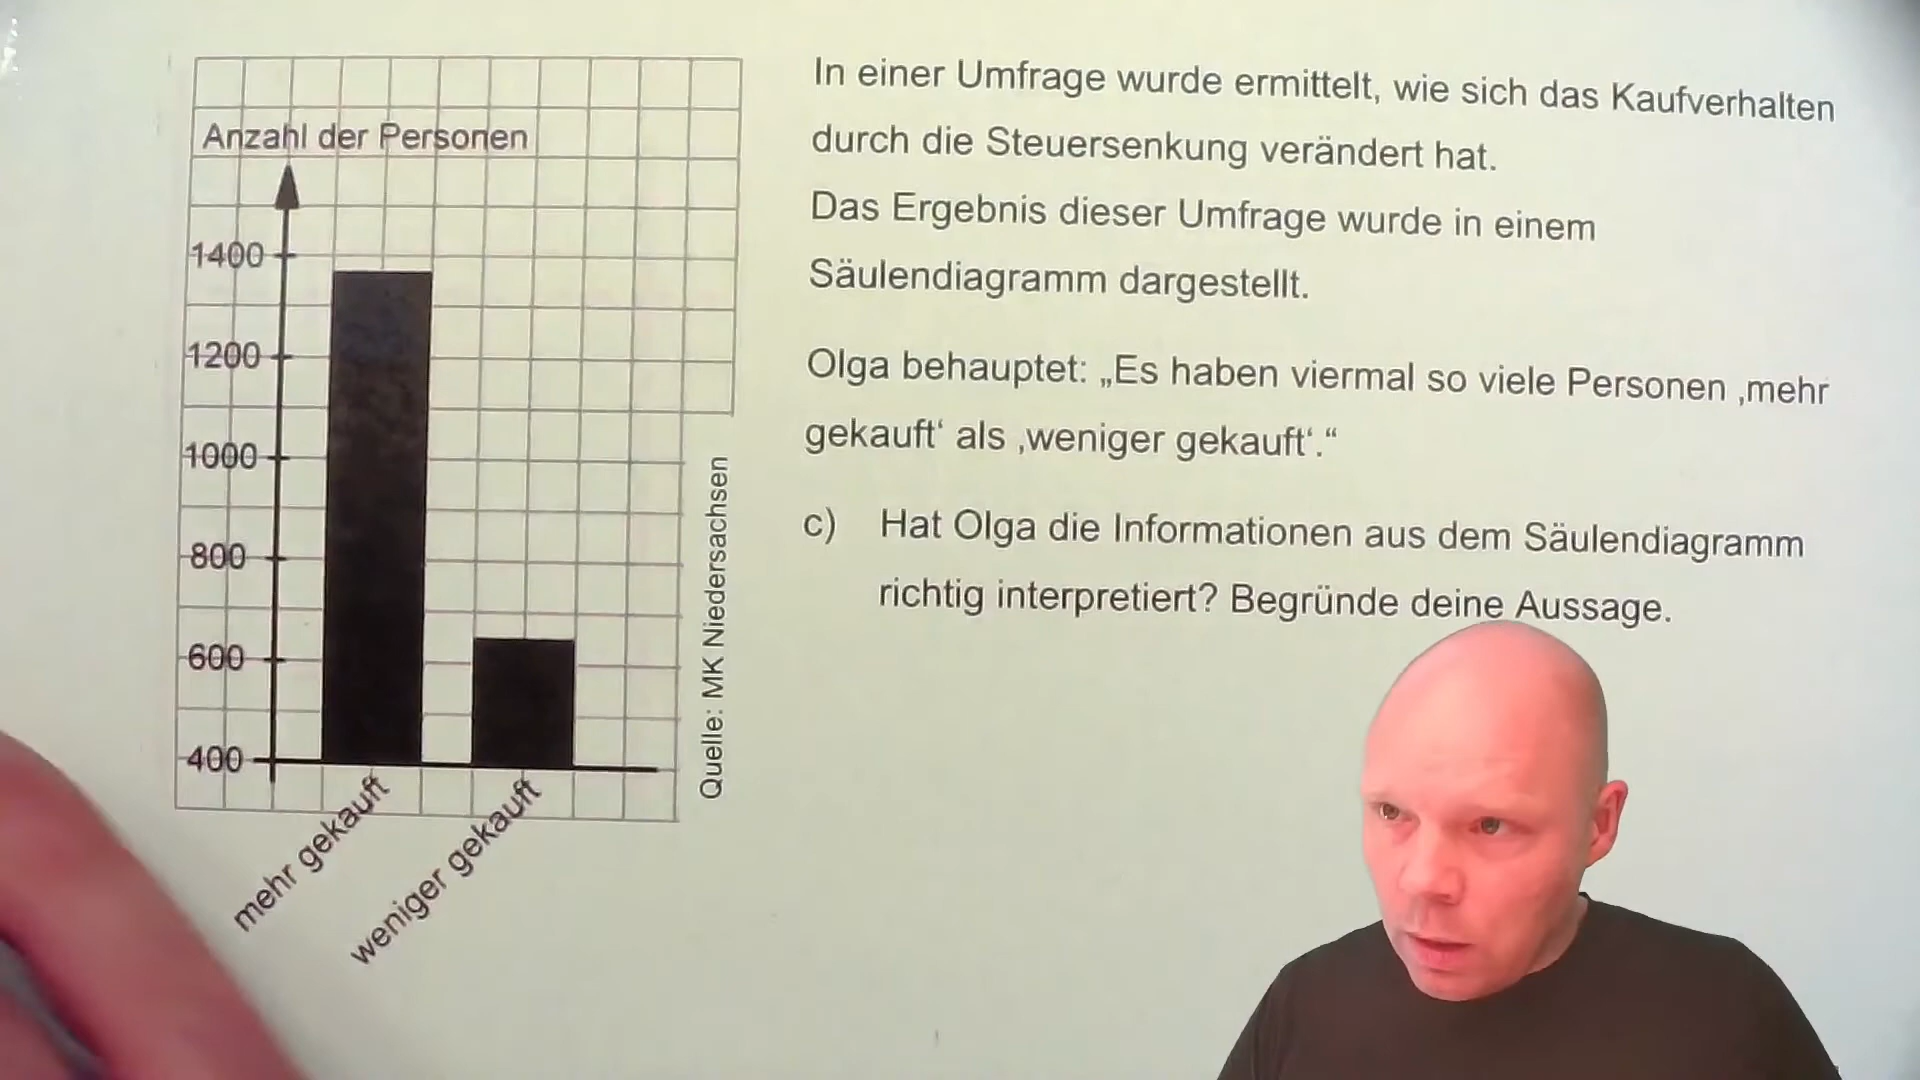 Anzahl der Personen
1400
1200
1000
800
600
400
mehr gekauft
weniger gekauft
Quelle: MK Niedersachsen
In einer Umfrage wurde ermittelt, wie sich das Kaufverhalten
durch die Steuersenkung verändert hat.
Das Ergebnis dieser Umfrage wurde in einem
Säulendiagramm dargestellt.
Olga behauptet: „Es haben viermal so viele Personen ‚mehr
gekauft‘ als ‚weniger gekauft‘.“
c) Hat Olga die Informationen aus dem Säulendiagramm
richtig interpretiert? Begründe deine Aussage.